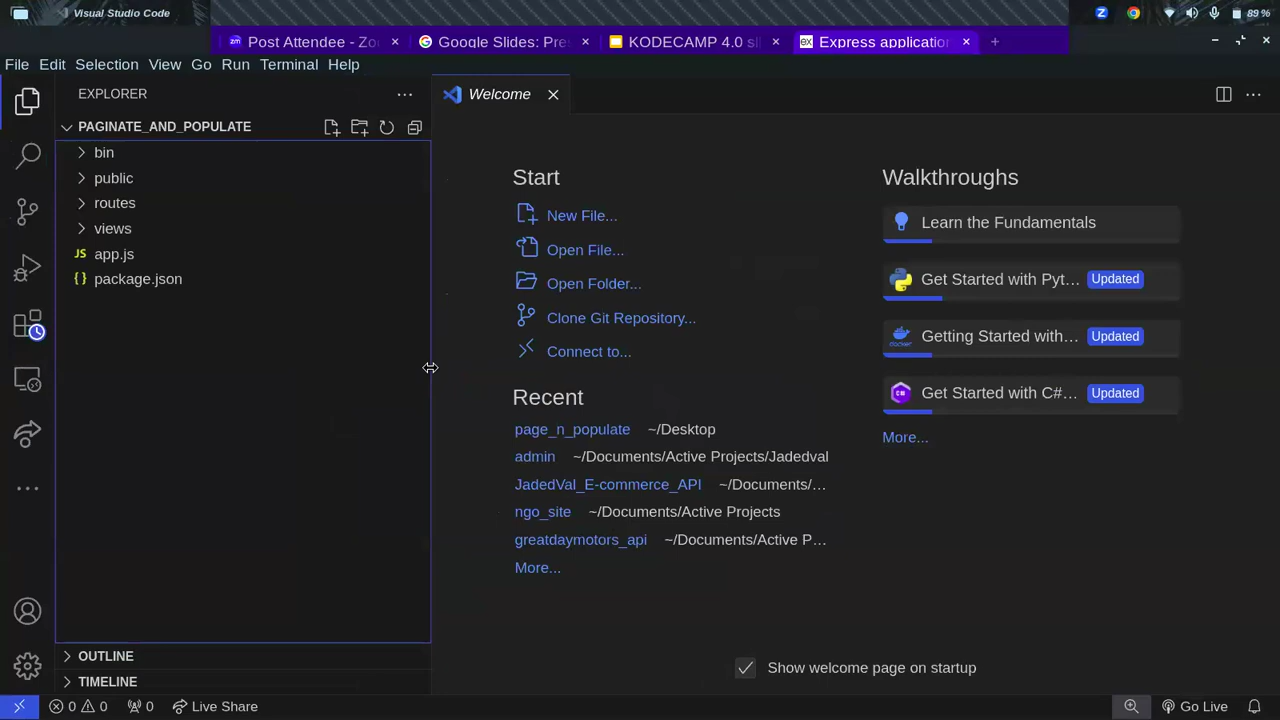 Visual Studio Code
89 %
Post Attendee - Zo
Google Slides: Pres
KODECAMP 4.0 sli
Express application
File Edit Selection View Go Run Terminal Help
EXPLORER
Welcome
PAGINATE_AND_POPULATE
bin
public
routes
views
JS app.js
{ } package.json
OUTLINE
TIMELINE
Start
New File...
Open File...
Open Folder...
Clone Git Repository...
Connect to...
Recent
page_n_populate ~/Desktop
admin ~/Documents/Active Projects/Jadedval
JadedVal_E-commerce_API ~/Documents/...
ngo_site ~/Documents/Active Projects
greatdaymotors_api ~/Documents/Active P...
More...
Walkthroughs
Learn the Fundamentals
Get Started with Pyt... Updated
Getting Started with... Updated
Get Started with C#... Updated
More...
Show welcome page on startup
0 0 0 Live Share
Go Live